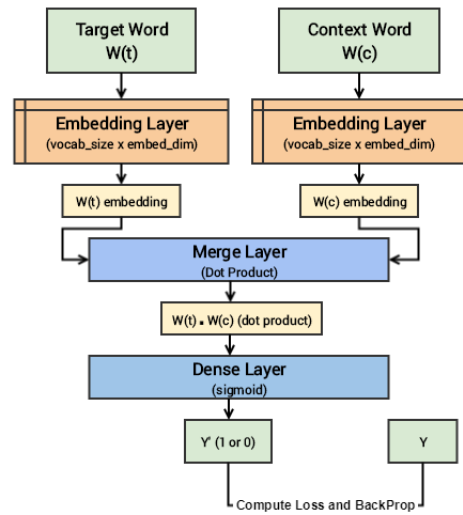 Target Word
W(t)
Context Word
W(c)
Embedding Layer
(vocab_size x embed_dim)
Embedding Layer
(vocab_size x embed_dim)
W(t) embedding
W(c) embedding
Merge Layer
(Dot Product)
W(t) . W(c) (dot product)
Dense Layer
(sigmoid)
Y' (1 or 0)
Y
Compute Loss and BackProp